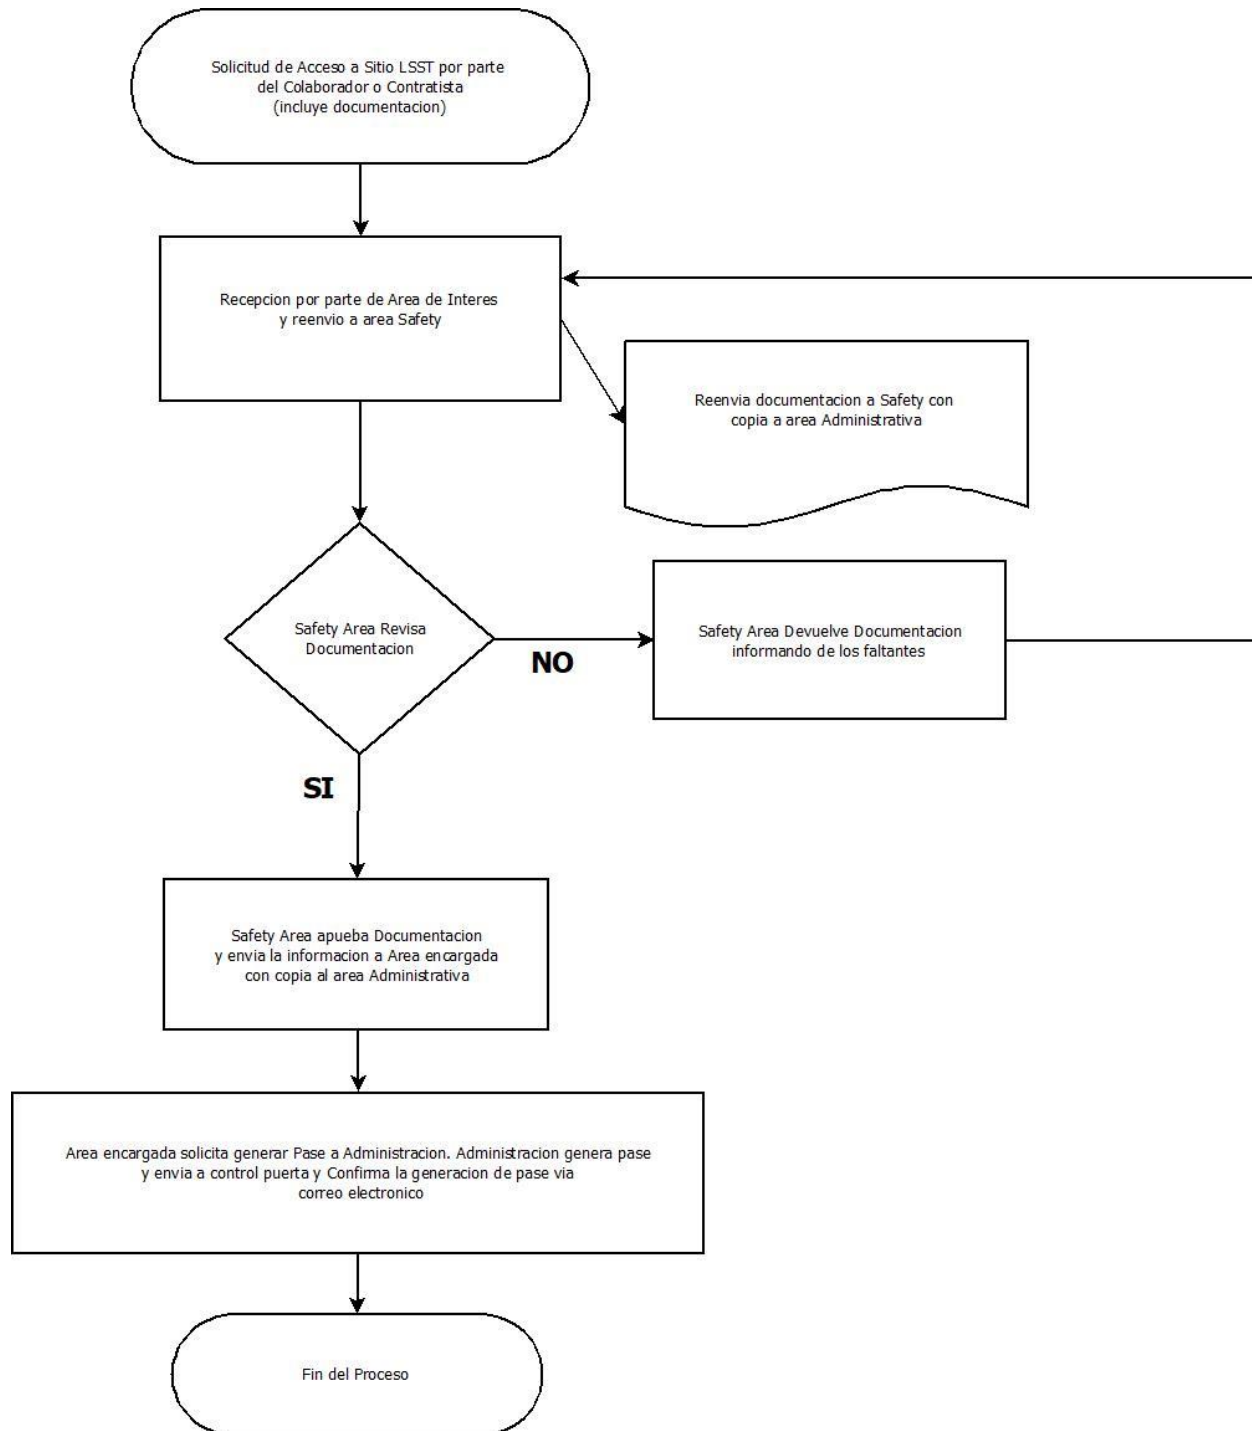 Solicitud de Acceso a Sitio LSST por parte
del Colaborador o Contratista
(incluye documentacion)
Recepcion por parte de Area de Interes
y reenvio a area Safety
Reenvia documentacion a Safety con
copia a area Administrativa
Safety Area Revisa
Documentacion
NO
Safety Area Devuelve Documentacion
informando de los faltantes
SI
Safety Area apueba Documentacion
y envia la informacion a Area encargada
con copia al area Administrativa
Area encargada solicita generar Pase a Administracion. Administracion genera pase
y envia a control puerta y Confirma la generacion de pase via
correo electronico
Fin del Proceso